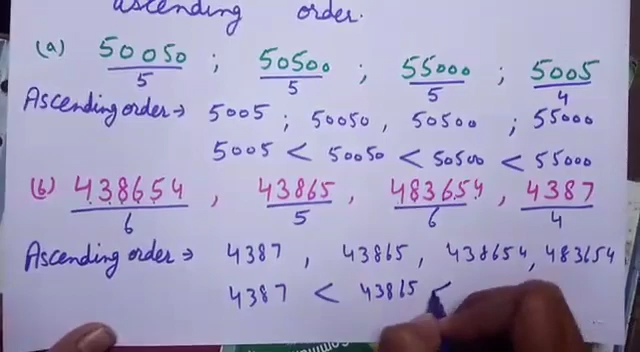 ascending order.
(a) 50050 ; 50500 ; 55000 ; 5005
5 5 5 4
Ascending order → 5005 ; 50050 , 50500 ; 55000
5005 < 50050 < 50500 < 55000
(b) 438654 , 43865 , 483654 , 4387
6 5 6 4
Ascending order → 4387 , 43865 , 438654 , 483654
4387 < 43865 <